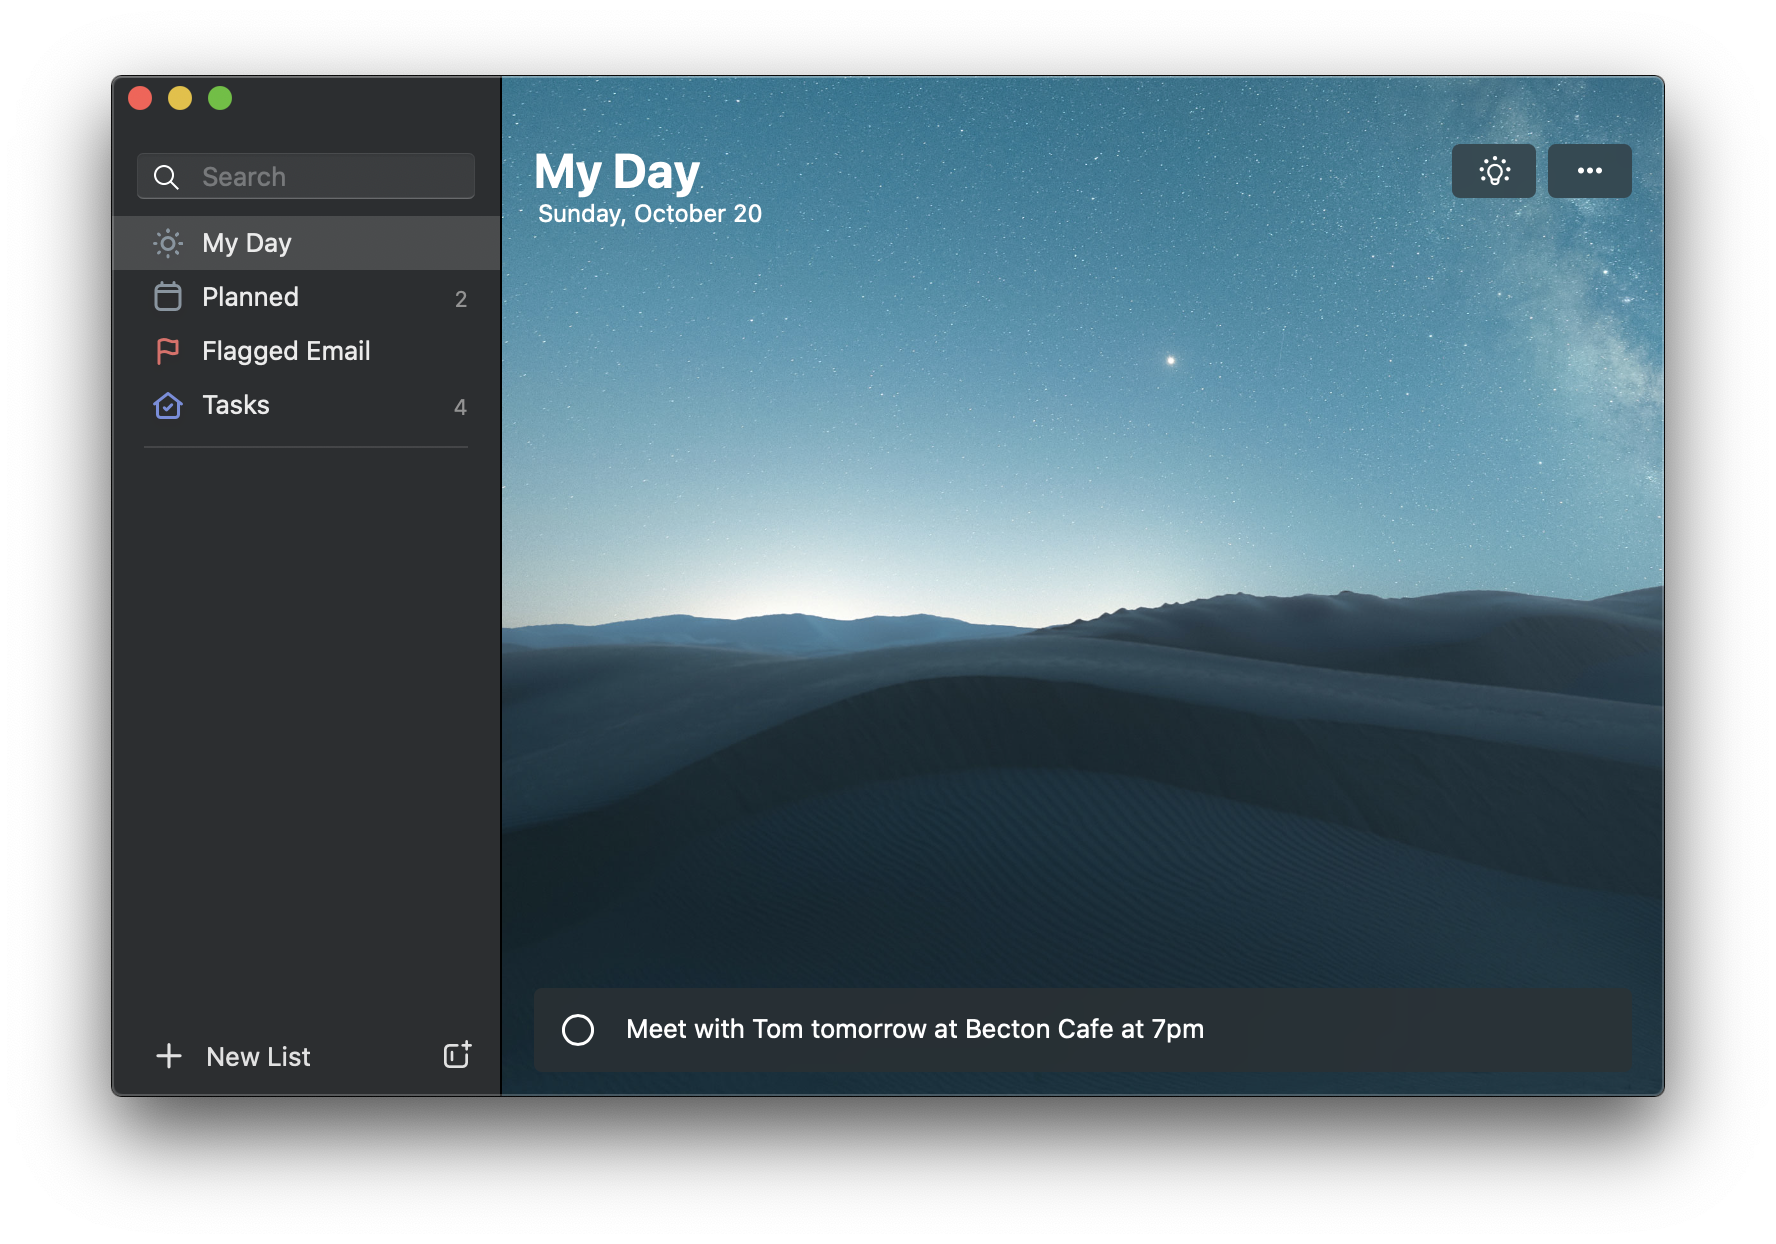 Search
My Day
Planned 2
Flagged Email
Tasks 4
New List
My Day
Sunday, October 20
Meet with Tom tomorrow at Becton Cafe at 7pm